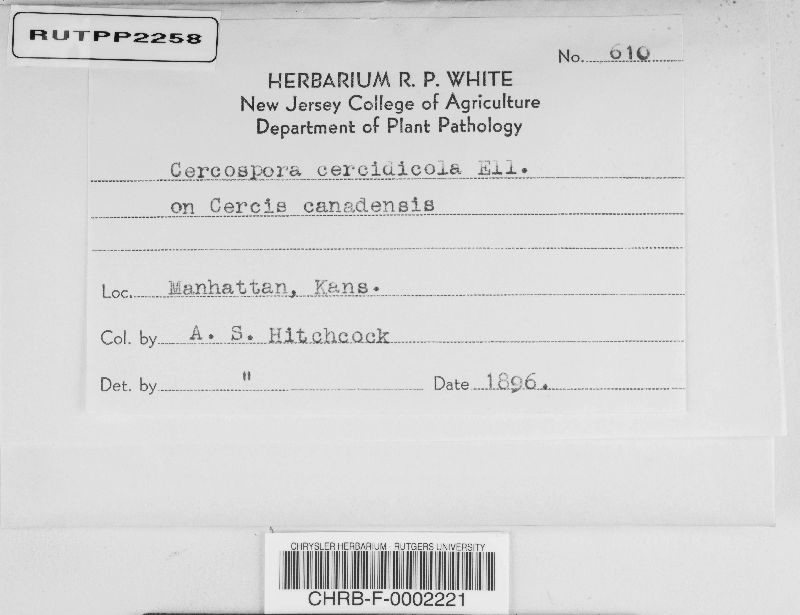 RUTPP2258
No. 610
HERBARIUM R. P. WHITE
New Jersey College of Agriculture
Department of Plant Pathology
Cercospora cercidicola Ell.
on Cercis canadensis
Loc. Manhattan, Kans.
Col. by A. S. Hitchcock
Det. by " Date 1896.
CHRYSLER HERBARIUM - RUTGERS UNIVERSITY
CHRB-F-0002221